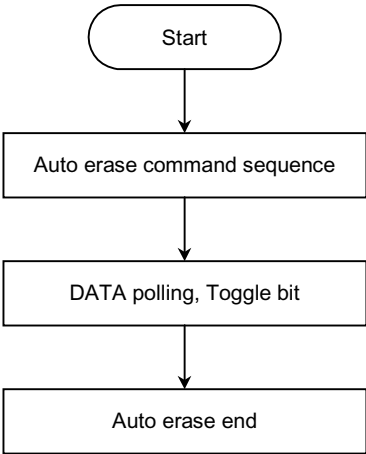 Start
Auto erase command sequence
DATA polling, Toggle bit
Auto erase end